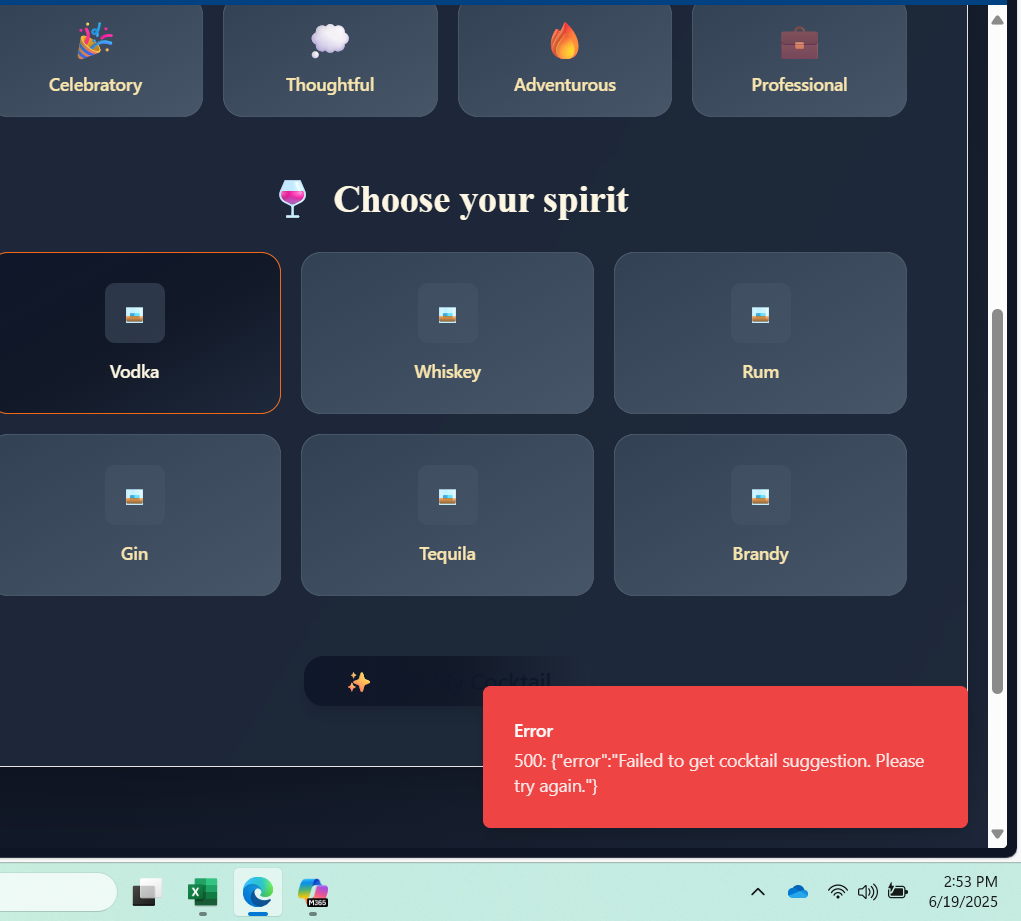 Celebratory
Thoughtful
Adventurous
Professional
Choose your spirit
Vodka
Whiskey
Rum
Gin
Tequila
Brandy
Cocktail
Error
500: {"error":"Failed to get cocktail suggestion. Please
try again."}
M365
2:53 PM
6/19/2025